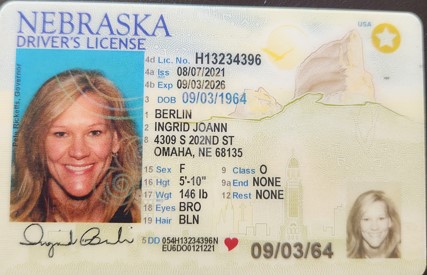 NEBRASKA
USA
DRIVER'S LICENSE
4d Lic. No. H13234396
4a Iss 08/07/2021
4b Exp 09/03/2026
3 DOB 09/03/1964
1 BERLIN
2 INGRID JOANN
8 4309 S 202ND ST
OMAHA, NE 68135
15 Sex F 9 Class O
16 Hgt 5'-10" 9a End NONE
17 Wgt 146 lb 12 Rest NONE
18 Eyes BRO
19 Hair BLN
5 DD 054H13234396N
EU6DO0121221
09/03/64
Pete Ricketts, Governor
Ingrid Berlin